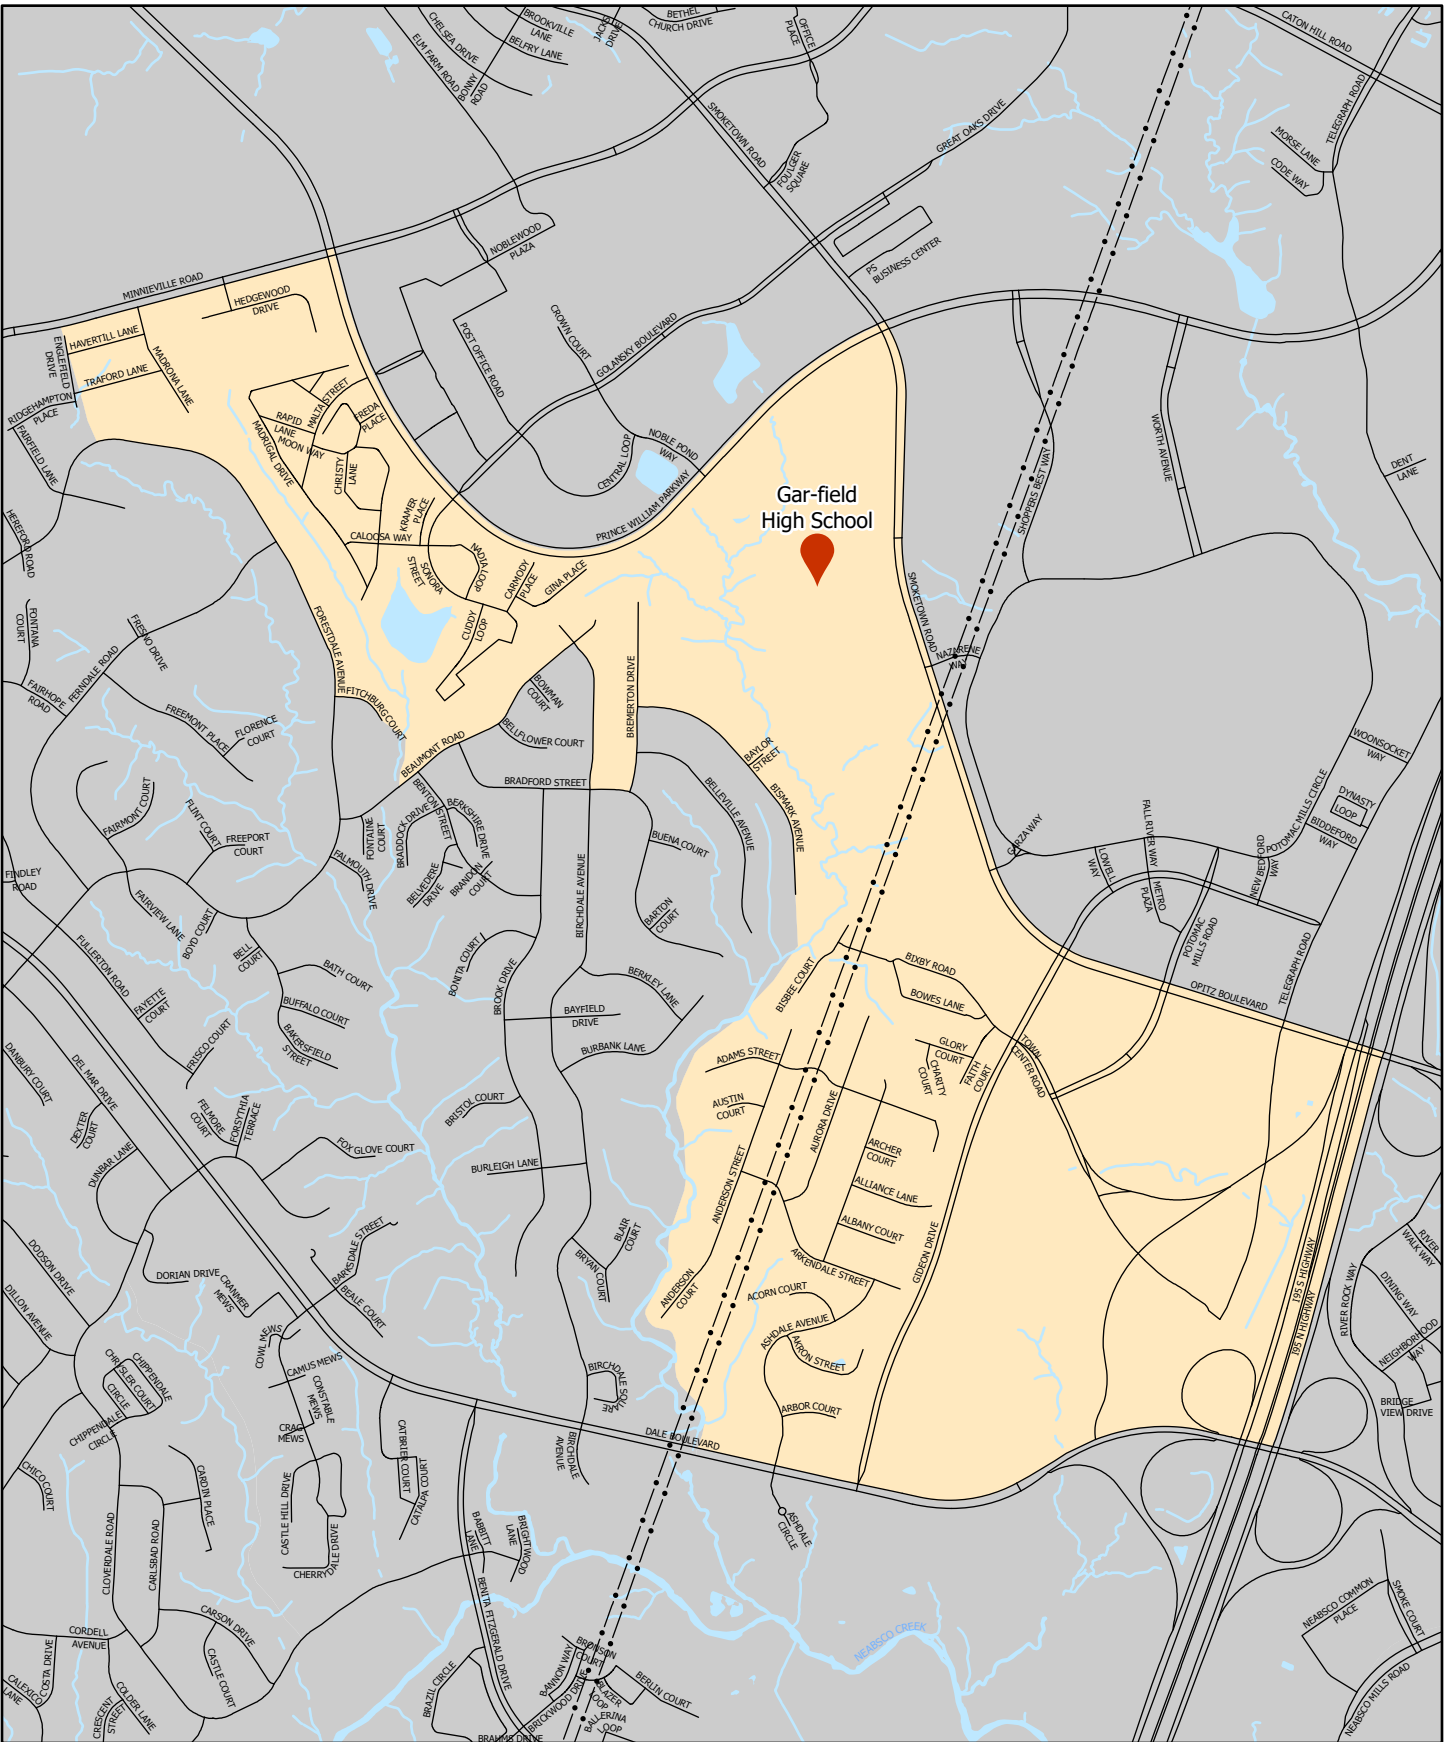 CHELSEA DRIVE
BROOKVILLE
LANE
BELFRY LANE
JACKS
DRIVE
BETHEL
CHURCH DRIVE
OFFICE
PLACE
CATON HILL ROAD
ELM FARM ROAD
BONNY
ROAD
SMOKETOWN ROAD
FOULGER
SQUARE
GREAT OAKS DRIVE
TELEGRAPH ROAD
MORSE LANE
CODE WAY
NOBLEWOOD
PLAZA
PS
BUSINESS CENTER
MINNIEVILLE ROAD
HEDGEWOOD
DRIVE
HAVERTILL LANE
ENGLEFIELD
DRIVE
TRAFORD LANE
MADRONA LANE
RIDGEHAMPTON
PLACE
FAIRFIELD LANE
POST OFFICE ROAD
CROWN COURT
GOLANSKY BOULEVARD
MALTA STREET
FREDA
PLACE
RAPID
LANE
MOON WAY
MADRIGAL DRIVE
CHRISTY
LANE
KRAMER
PLACE
CALOOSA WAY
CENTRAL LOOP
NOBLE POND
WAY
PRINCE WILLIAM PARKWAY
Gar-field
High School
SHOPPERS BEST WAY
WORTH AVENUE
DENT
LANE
HEREFORD ROAD
SONORA
STREET
NADIA LOOP
CARMODY
PLACE
GINA PLACE
CUDDY
LOOP
FONTANA
COURT
FRESNO DRIVE
FERNDALE ROAD
FAIRHOPE
ROAD
FORESTDALE AVENUE
FITCHBURG COURT
SMOKETOWN ROAD
NAZARENE
WAY
BREMERTON DRIVE
BOWMAN
COURT
BELLFLOWER COURT
BEAUMONT ROAD
FREEMONT PLACE
FLORENCE
COURT
BAYLOR
STREET
BISMARK AVENUE
BELLEVILLE AVENUE
BRADFORD STREET
WOONSOCKET
WAY
POTOMAC MILLS CIRCLE
DYNASTY
LOOP
BIDDEFORD
WAY
FAIRMONT COURT
FLINT COURT
FREEPORT
COURT
FONTAINE
COURT
BRADDOCK DRIVE
BENTON STREET
BERKSHIRE DRIVE
BELVEDERE
DRIVE
BRANDON
COURT
FALMOUTH DRIVE
BUENA COURT
GARZA WAY
LOWELL
WAY
FALL RIVER WAY
METRO
PLAZA
NEW BEDFORD
WAY
POTOMAC
MILLS ROAD
FINDLEY
ROAD
FAIRVIEW LANE
BOYD COURT
BELL
COURT
BIRCHDALE AVENUE
BARTON
COURT
FULLERTON ROAD
BATH COURT
BONITA COURT
BROOK DRIVE
BERKLEY LANE
BISBEE COURT
BIXBY ROAD
BOWES LANE
OPITZ BOULEVARD
TELEGRAPH ROAD
FAYETTE
COURT
BUFFALO COURT
BAKERSFIELD
STREET
BAYFIELD
DRIVE
FRISCO COURT
BURBANK LANE
DANBURY COURT
DEL MAR DRIVE
ADAMS STREET
GLORY
COURT
CHARITY
COURT
FAITH
COURT
TOWN
CENTER ROAD
DEXTER
COURT
FELMORE
COURT
FORSYTHIA
TERRACE
BRISTOL COURT
AUSTIN
COURT
AURORA DRIVE
DUNBAR LANE
FOX GLOVE COURT
BURLEIGH LANE
ARCHER
COURT
ALLIANCE LANE
ANDERSON STREET
ALBANY COURT
DODSON DRIVE
BARKSDALE STREET
BLAIR
COURT
BRYAN COURT
ARKENDALE STREET
GIDEON DRIVE
RIVER
WALK WAY
DILLON AVENUE
DORIAN DRIVE
CRANMER
MEWS
BEALE COURT
ANDERSON
COURT
ACORN COURT
ASHDALE AVENUE
AKRON STREET
I95 S HIGHWAY
I95 N HIGHWAY
RIVER ROCK WAY
DINING WAY
NEIGHBORHOOD
WAY
COWL MEWS
CAMUS MEWS
CHRYSLER COURT
CHIPPENDALE
CIRCLE
CHIPPENDALE
CIRCLE
CONSTABLE
MEWS
CRAG
MEWS
BIRCHDALE SQUARE
ARBOR COURT
BRIDGE
VIEW DRIVE
DALE BOULEVARD
CATBRIER COURT
CATALPA COURT
BIRCHDALE
AVENUE
CHICO COURT
CARDIN PLACE
CASTLE HILL DRIVE
CHERRYDALE DRIVE
ASHDALE
CIRCLE
CLOVERDALE ROAD
CARLSBAD ROAD
BABBITT
LANE
BRIGHTWOOD
LANE
BENITA FITZGERALD DRIVE
NEABSCO CREEK
NEABSCO COMMON
PLACE
SMOKE COURT
CORDELL
AVENUE
CARSON DRIVE
CASTLE COURT
COSTA DRIVE
CALEXICO
LANE
CRESCENT
STREET
COLDER LANE
BRAZIL CIRCLE
BRAHMS DRIVE
BANNON WAY
BRONSON
COURT
BRICKWOOD DRIVE
BLAZER
LOOP
BALLERINA
LOOP
BERLIN COURT
NEABSCO MILLS ROAD